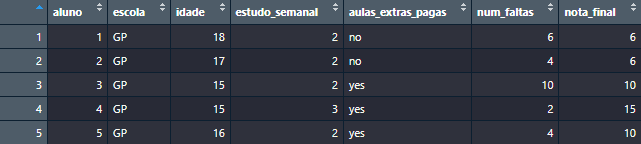 aluno escola idade estudo_semanal aulas_extras_pagas num_faltas nota_final
1 1 GP 18 2 no 6 6
2 2 GP 17 2 no 4 6
3 3 GP 15 2 yes 10 10
4 4 GP 15 3 yes 2 15
5 5 GP 16 2 yes 4 10